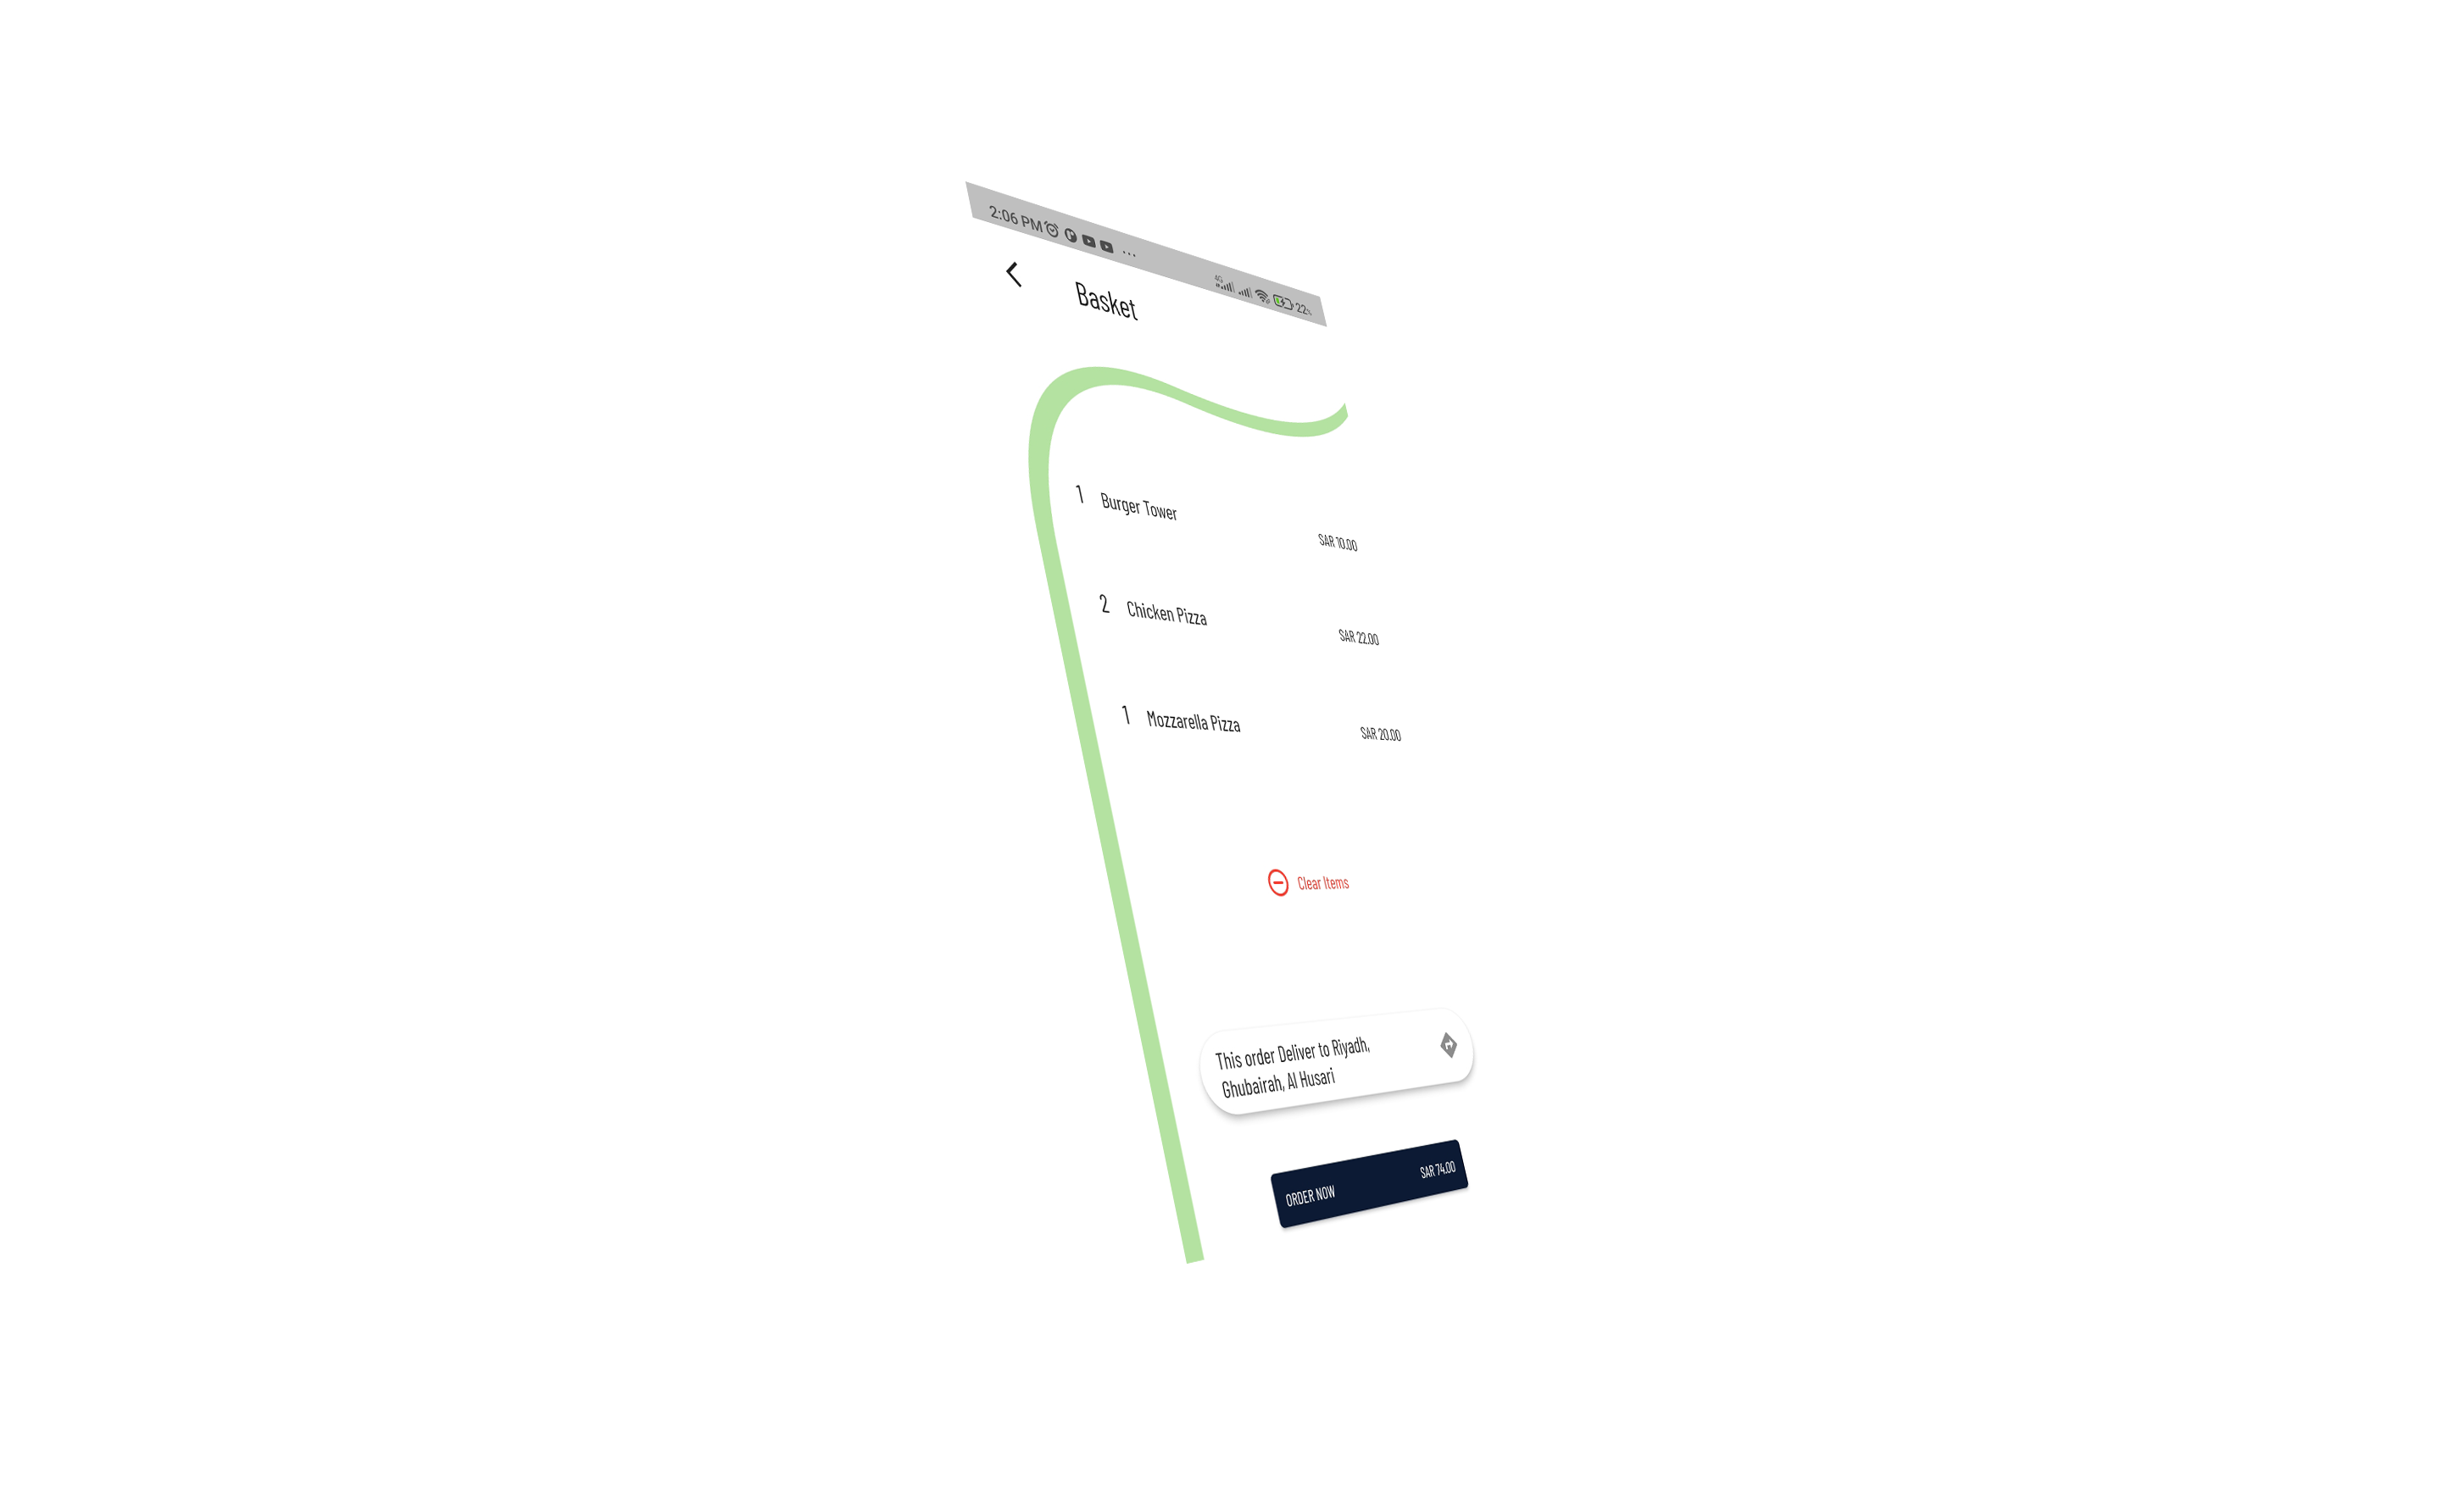 2:06 PM
4G 22%
Basket
1 Burger Tower
SAR 10.00
2 Chicken Pizza
SAR 22.00
1 Mozzarella Pizza
SAR 20.00
Clear Items
This order Deliver to Riyadh,
Ghubairah, Al Husari
ORDER NOW SAR 74.00